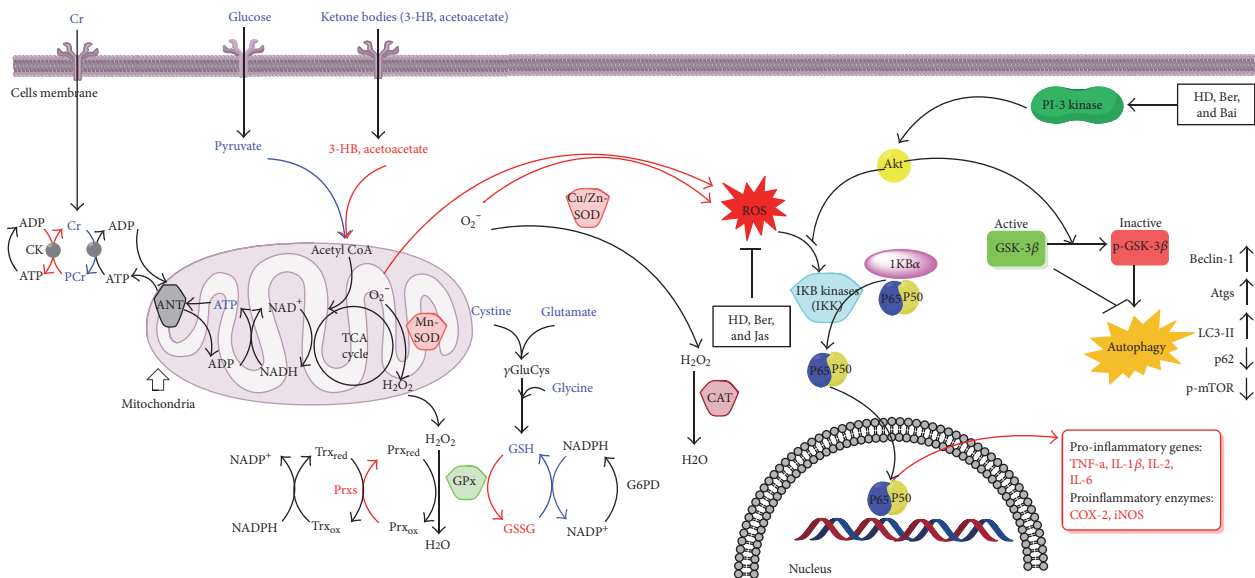 Cr
Glucose
Ketone bodies (3-HB, acetoacetate)
Cells membrane
PI-3 kinase
HD, Ber,
and Bai
Pyruvate
3-HB, acetoacetate
Akt
Cu/Zn-
SOD
ROS
O₂⁻
ADP
Cr
ADP
CK
ATP
PCr
ATP
Acetyl CoA
Active
GSK-3β
Inactive
p-GSK-3β
1KBα
P65
P50
IKB kinases
(IKK)
Beclin-1
Atgs
LC3-II
p62
p-mTOR
ANT
ATP
NAD⁺
O₂⁻
Mn-
SOD
TCA
cycle
ADP
NADH
H₂O₂
Mitochondria
Cystine
Glutamate
γGluCys
Glycine
HD, Ber,
and Jas
Autophagy
H₂O₂
CAT
H2O
P65
P50
H₂O₂
GSH
NADPH
NADP⁺
Trx_red
Prx_red
Prxs
GPx
G6PD
NADPH
Trx_ox
Prx_ox
GSSG
NADP⁺
H2O
P65
P50
Pro-inflammatory genes:
TNF-a, IL-1β, IL-2,
IL-6
Proinflammatory enzymes:
COX-2, iNOS
Nucleus